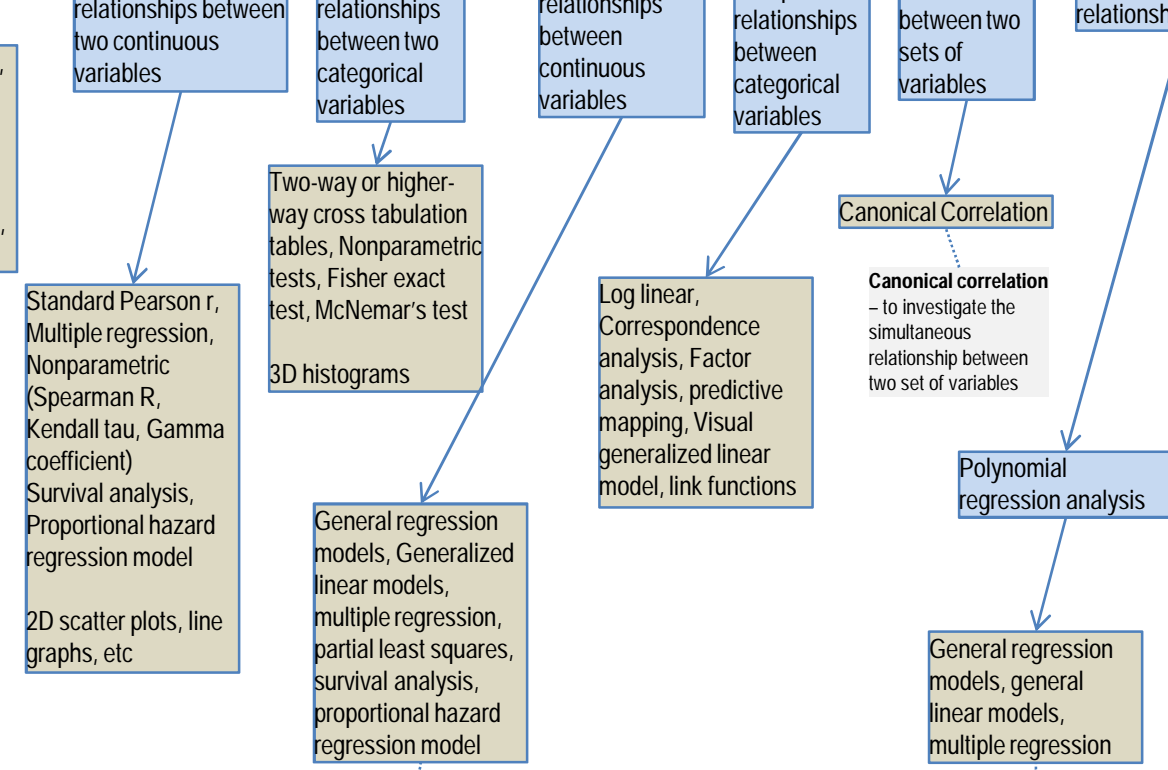 relationships between
two continuous
variables
relationships
between two
categorical
variables
relationships
between
continuous
variables
relationships
between
categorical
variables
between two
sets of
variables
Two-way or higher-
way cross tabulation
tables, Nonparametric
tests, Fisher exact
test, McNemar's test
3D histograms
Canonical Correlation
Canonical correlation
– to investigate the
simultaneous
relationship between
two set of variables
Standard Pearson r,
Multiple regression,
Nonparametric
(Spearman R,
Kendall tau, Gamma
coefficient)
Survival analysis,
Proportional hazard
regression model
2D scatter plots, line
graphs, etc
Log linear,
Correspondence
analysis, Factor
analysis, predictive
mapping, Visual
generalized linear
model, link functions
Polynomial
regression analysis
General regression
models, Generalized
linear models,
multiple regression,
partial least squares,
survival analysis,
proportional hazard
regression model
General regression
models, general
linear models,
multiple regression